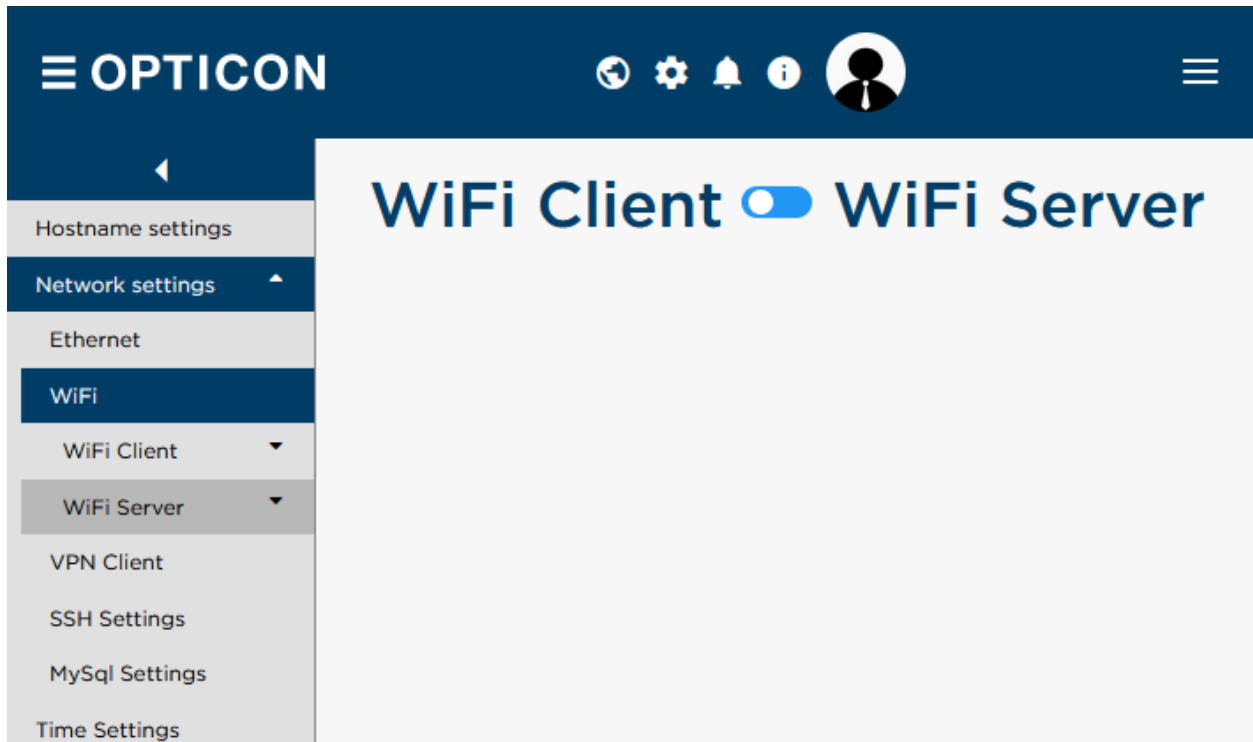 OPTICON
WiFi Client WiFi Server
Hostname settings
Network settings
Ethernet
WiFi
WiFi Client
WiFi Server
VPN Client
SSH Settings
MySql Settings
Time Settings